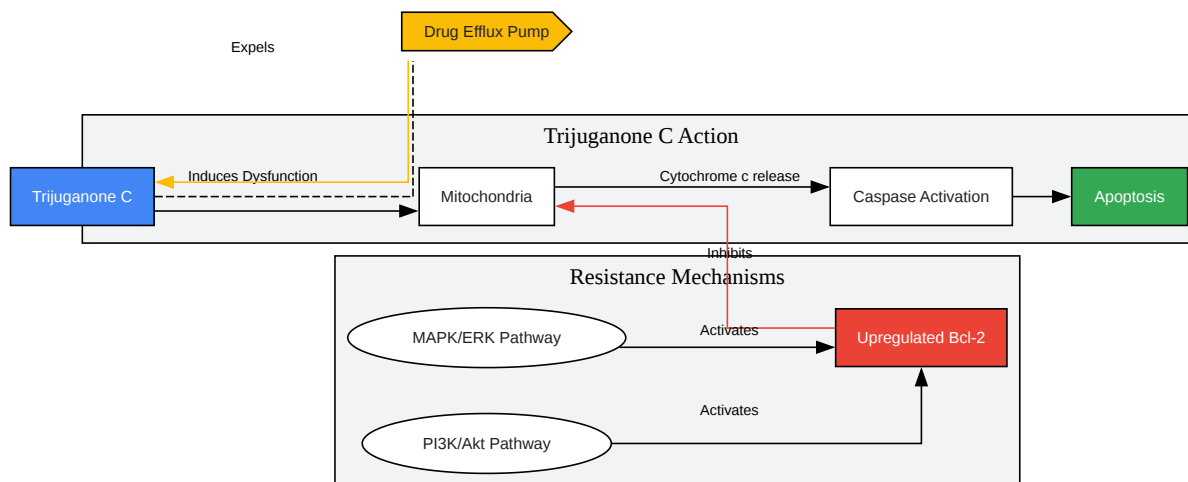 Drug Efflux Pump
Expels
Trijuganone C Action
Trijuganone C
Induces Dysfunction
Mitochondria
Cytochrome c release
Caspase Activation
Apoptosis
Inhibits
Resistance Mechanisms
MAPK/ERK Pathway
Activates
Upregulated Bcl-2
Activates
PI3K/Akt Pathway